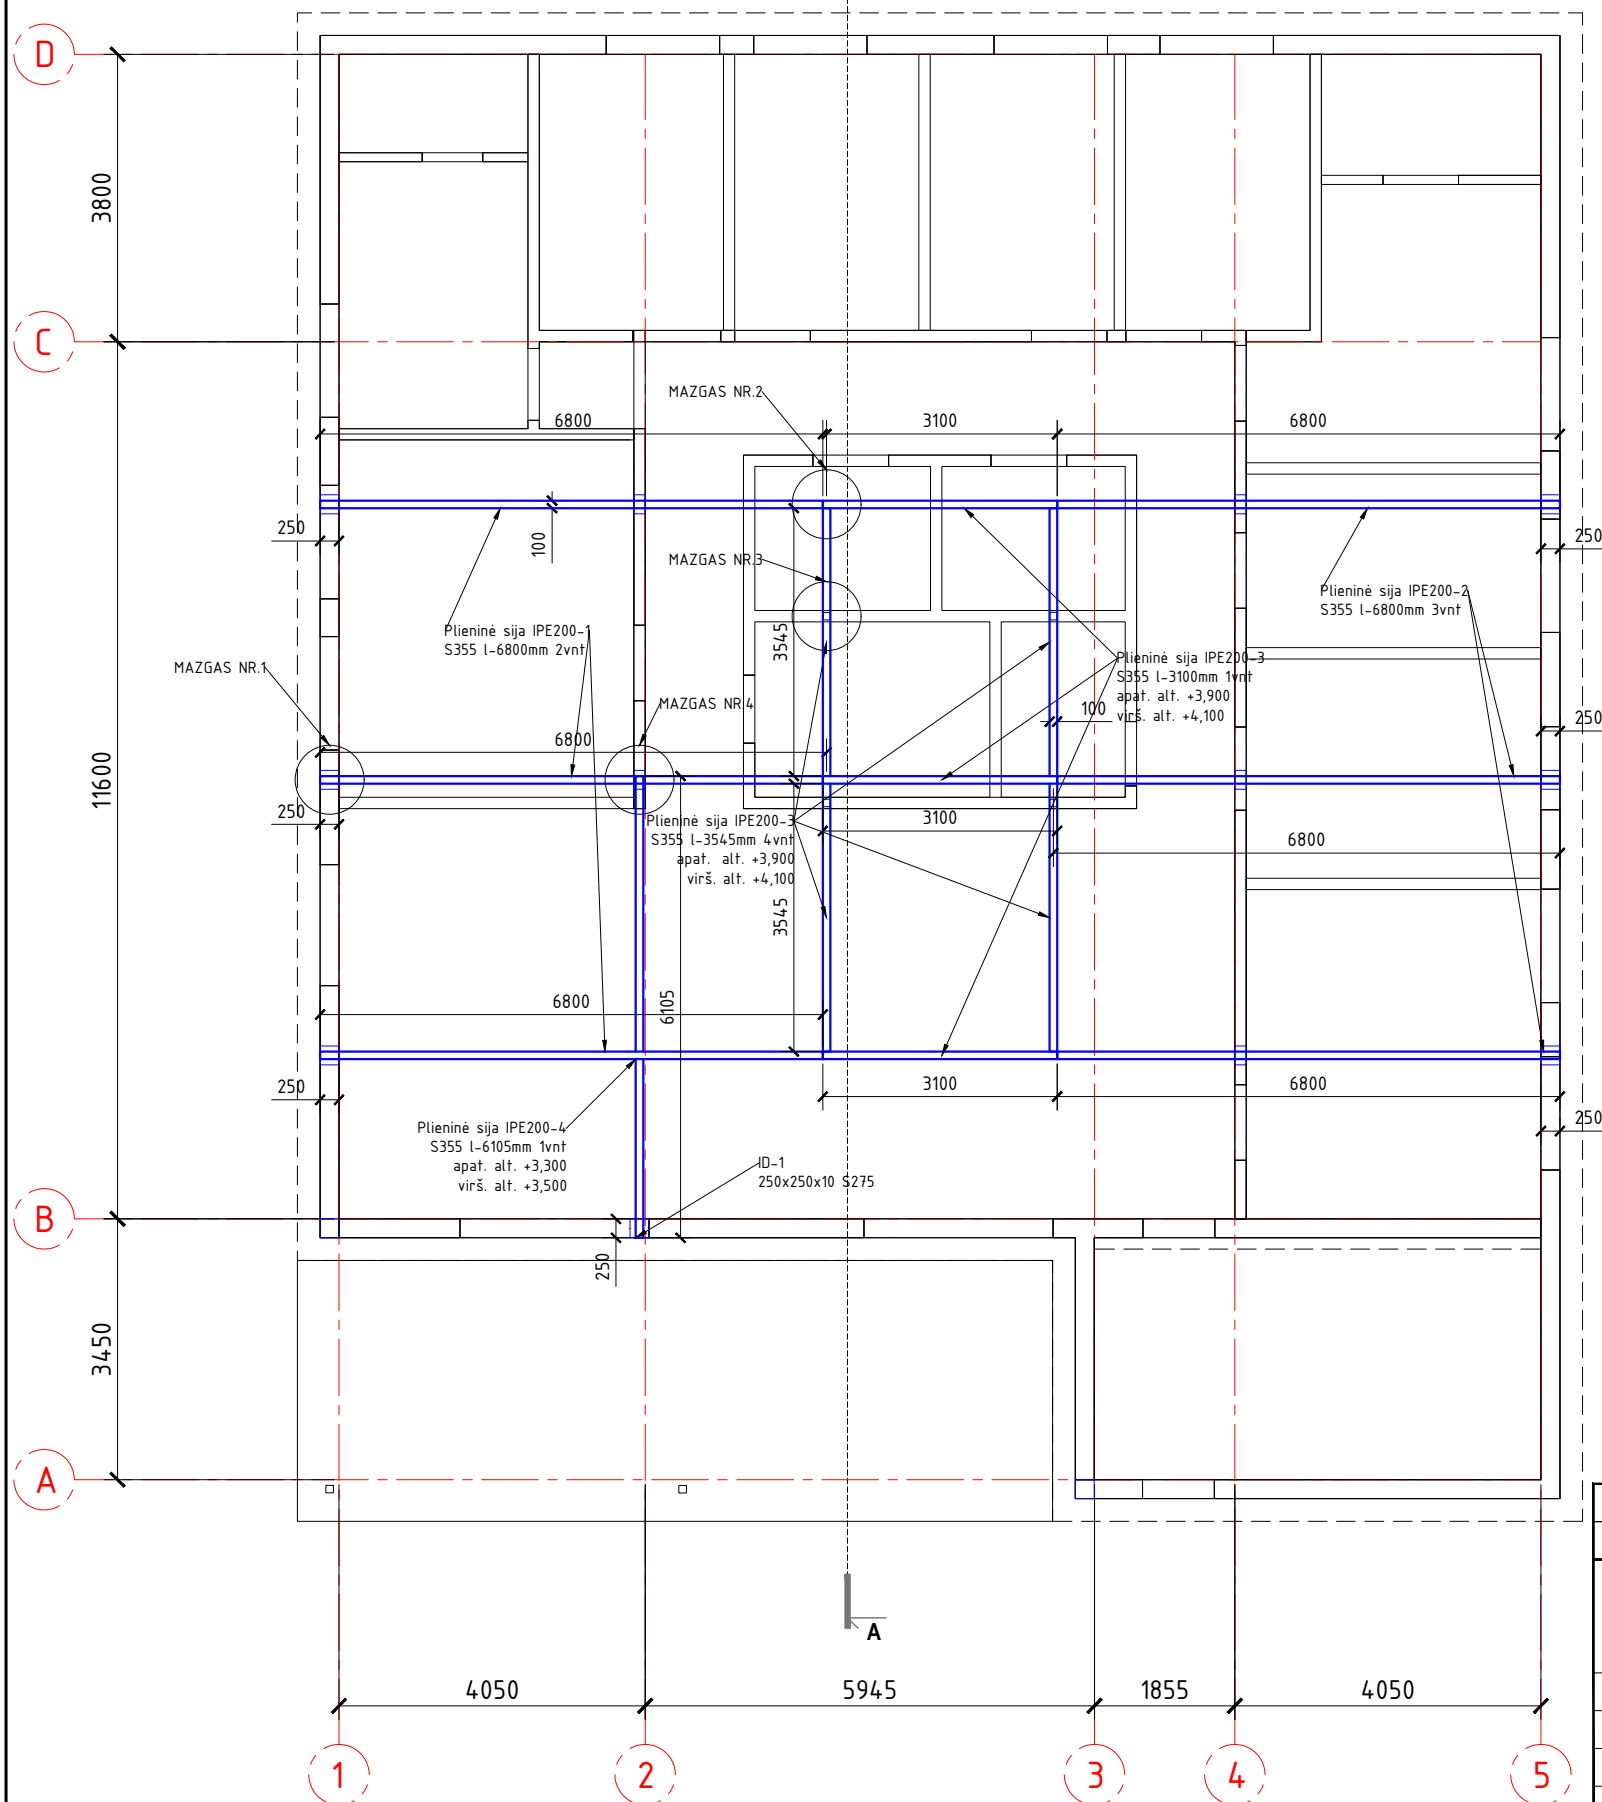 D
3800
C
MAZGAS NR.2
6800
3100
6800
250
100
250
MAZGAS NR.3
Plieninė sija IPE200-2
S355 l-6800mm 3vnt
Plieninė sija IPE200-1
S355 l-6800mm 2vnt
3545
MAZGAS NR.1
Plieninė sija IPE200-3
S355 l-3100mm 1vnt
apat. alt. +3,900
virš. alt. +4,100
100
MAZGAS NR.4
250
6800
11600
250
Plieninė sija IPE200-3
S355 l-3545mm 4vnt
apat. alt. +3,900
virš. alt. +4,100
3100
6800
3545
6800
6105
250
3100
6800
250
Plieninė sija IPE200-4
S355 l-6105mm 1vnt
apat. alt. +3,300
virš. alt. +3,500
ID-1
250x250x10 S275
B
250
3450
A
A
4050
5945
1855
4050
1
2
3
4
5